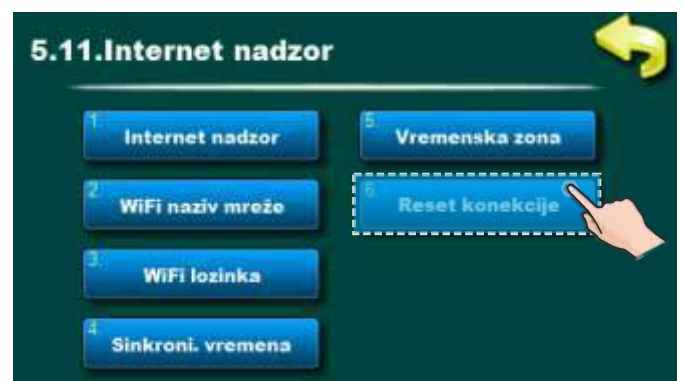 5.11.Internet nadzor
1. Internet nadzor
2. WiFi naziv mreže
3. WiFi lozinka
4. Sinkroni. vremena
5. Vremenska zona
6. Reset konekcije